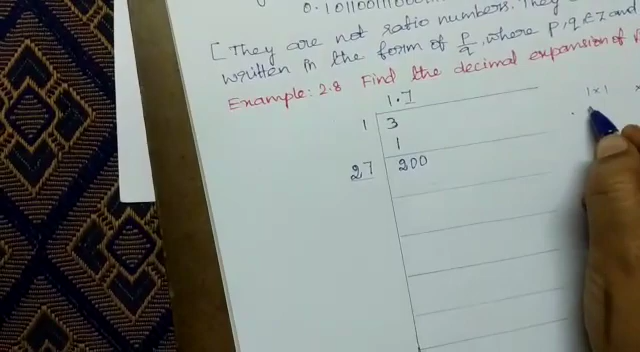 0.1011001110001
[They are not ratio numbers. They
written in the form of p/q, where p, q ∈ Z and
Example: 2.8 Find the decimal expansion of √
1.7
1 3
1
27 200
1×1 ×